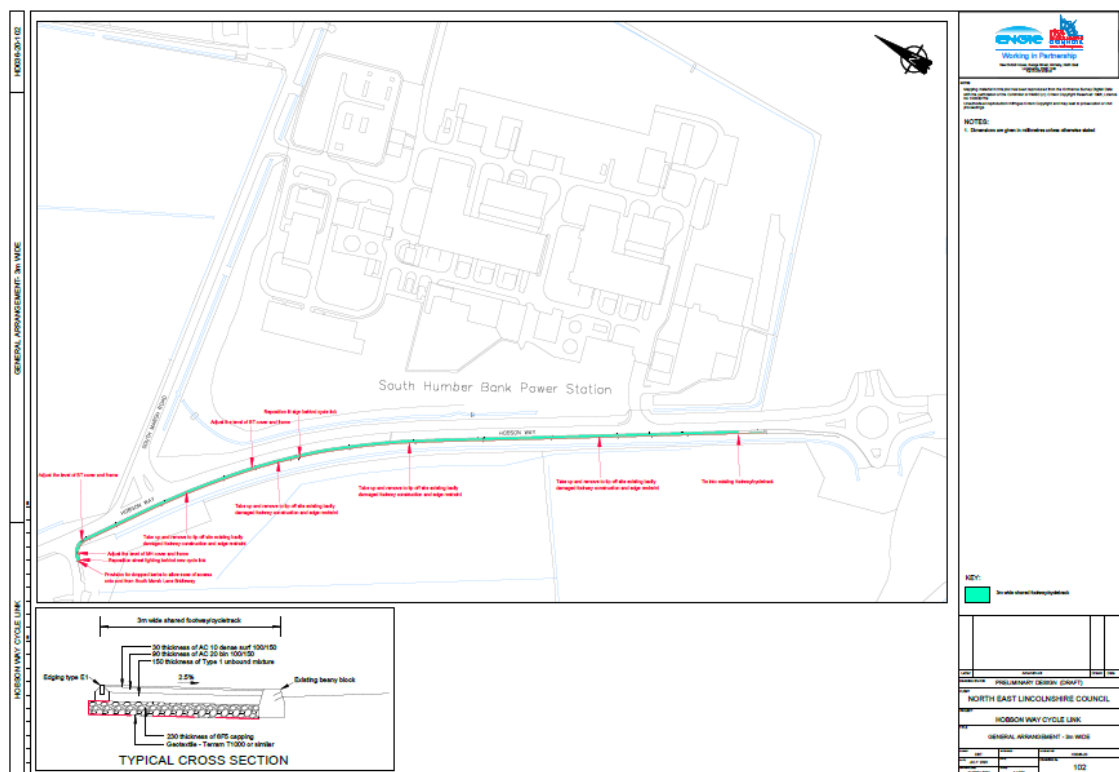 HD036-20-102
GENERAL ARRANGEMENT- 3m WIDE
HOBSON WAY CYCLE LINK
South Humber Bank Power Station
SOUTH MARSH ROAD
HOBSON WAY
HOBSON WAY
Reposition lit sign behind cycle link
Adjust the level of BT cover and frame
Adjust the level of BT cover and frame
Take up and remove to tip off site existing badly
damaged footway construction and edge restraint
Take up and remove to tip off site existing badly
damaged footway construction and edge restraint
Take up and remove to tip off site existing badly
damaged footway construction and edge restraint
Take up and remove to tip off site existing badly
damaged footway construction and edge restraint
Tie into existing footway/cycletrack
Adjust the level of MH cover and frame
Reposition street lighting behind new cycle link
Provision for dropped kerbs to allow ease of access
onto and from South Marsh Lane Bridleway
3m wide shared footway/cycletrack
30 thickness of AC 10 dense surf 100/150
90 thickness of AC 20 bin 100/150
150 thickness of Type 1 unbound mixture
Edging type E1
2.5%
Existing beany block
230 thickness of 6F5 capping
Geotextile - Terram T1000 or similar
TYPICAL CROSS SECTION
ENGIE
Working in Partnership
NOTES:
1. Dimensions are given in millimetres unless otherwise stated
KEY:
3m wide shared footway/cycletrack
PRELIMINARY DESIGN (DRAFT)
NORTH EAST LINCOLNSHIRE COUNCIL
HOBSON WAY CYCLE LINK
GENERAL ARRANGEMENT - 3m WIDE
102